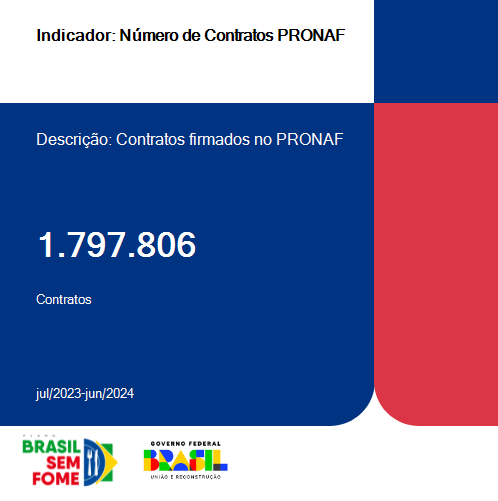 Indicador: Número de Contratos PRONAF
Descrição: Contratos firmados no PRONAF
1.797.806
Contratos
jul/2023-jun/2024
PLANO
BRASIL
SEM
FOME
GOVERNO FEDERAL
BRASIL
UNIÃO E RECONSTRUÇÃO